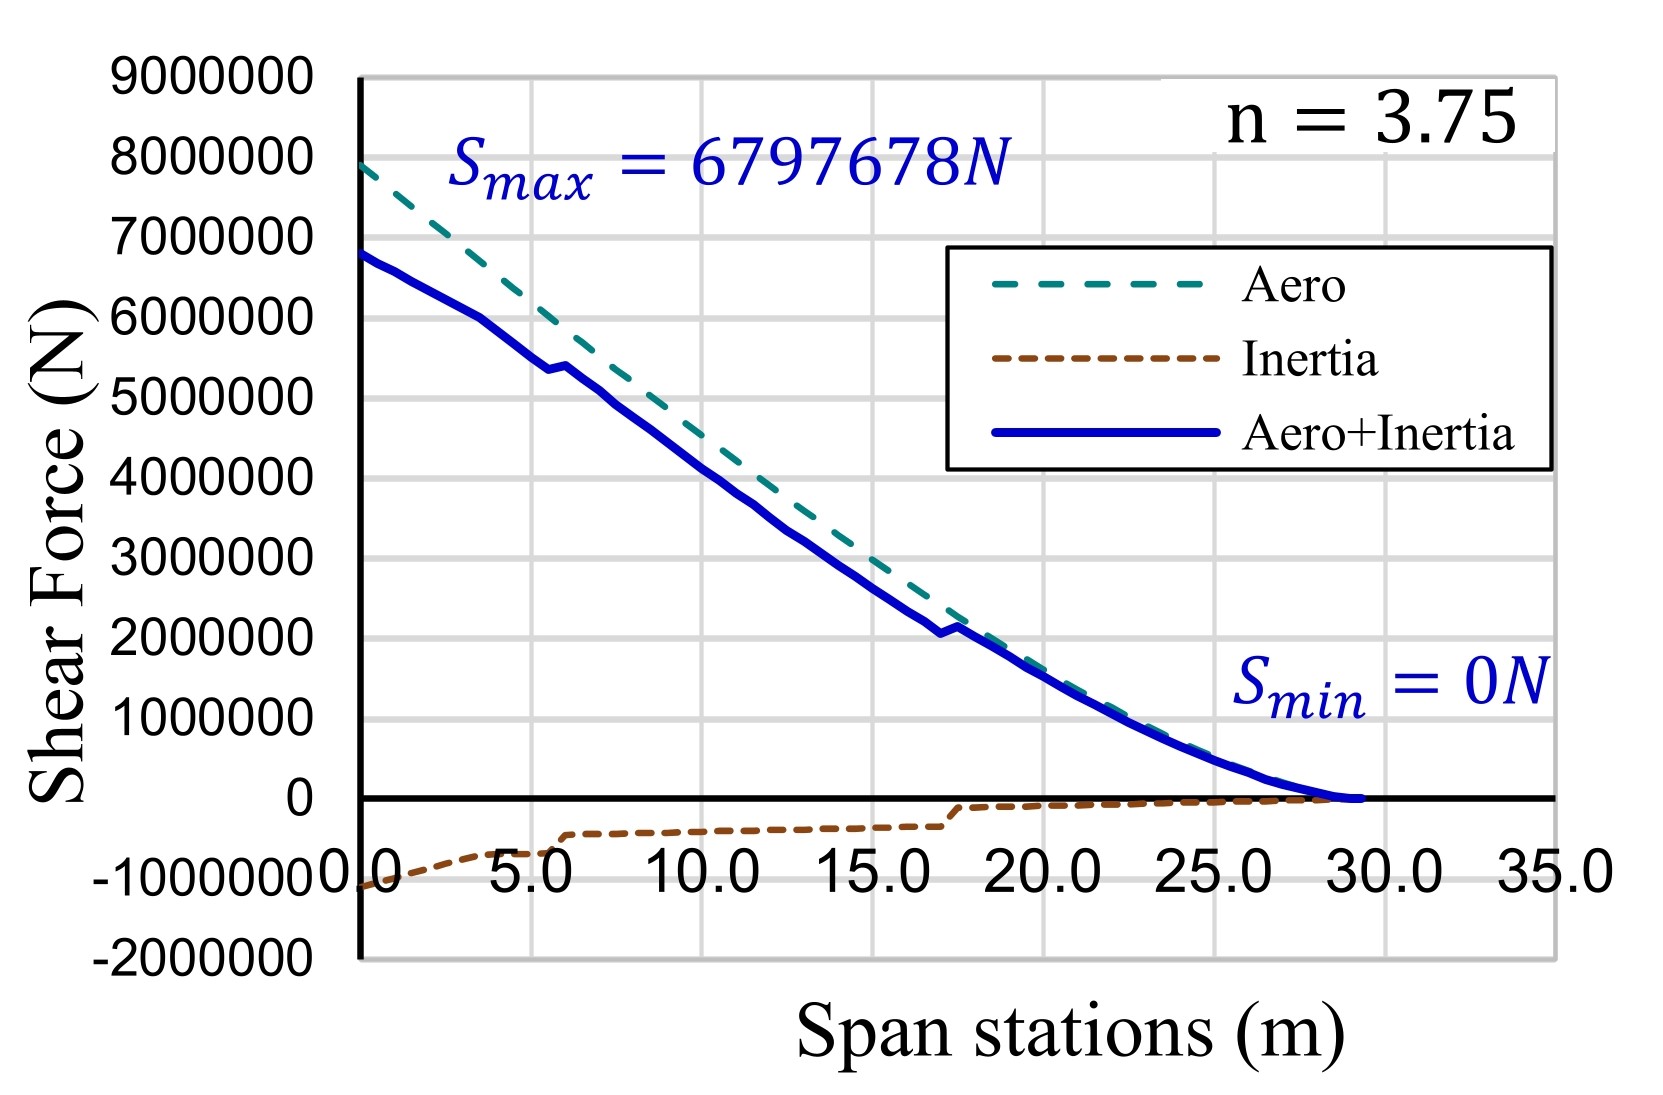 9000000
n = 3.75
8000000
S_max = 6797678N
7000000
Aero
6000000
Inertia
5000000
Aero+Inertia
4000000
3000000
2000000
S_min = 0N
1000000
0
-1000000
0.0 5.0 10.0 15.0 20.0 25.0 30.0 35.0
-2000000
Shear Force (N)
Span stations (m)